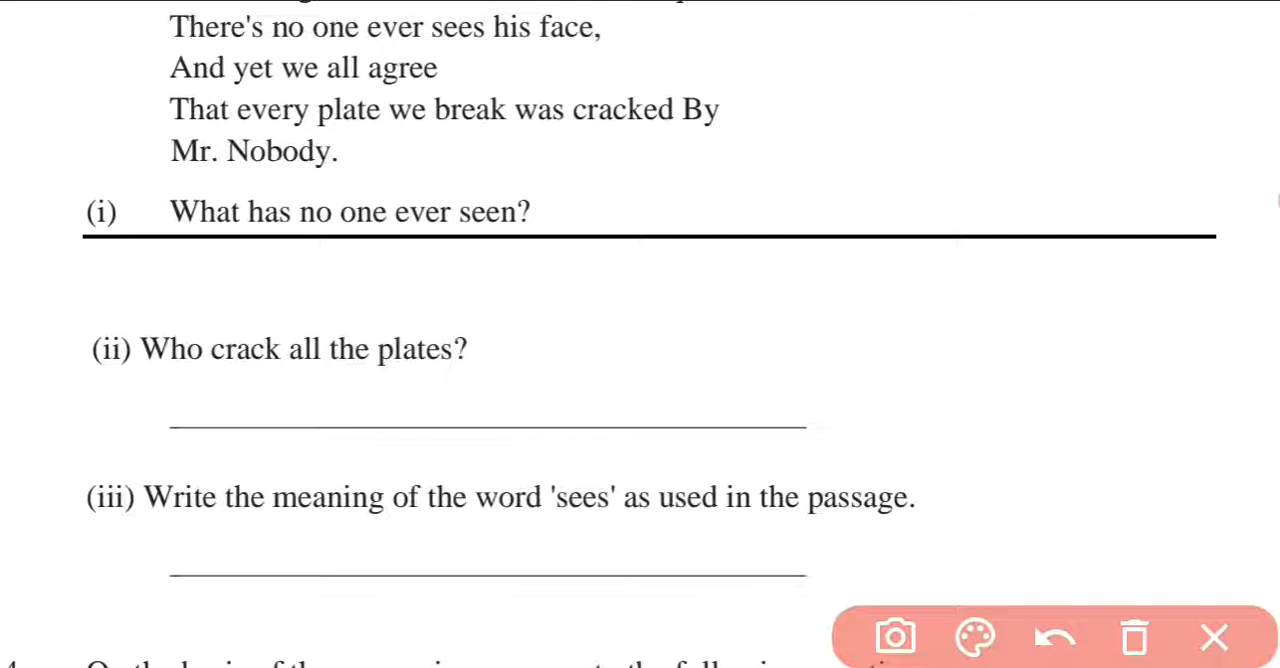 There's no one ever sees his face,
And yet we all agree
That every plate we break was cracked By
Mr. Nobody.
(i) What has no one ever seen?
(ii) Who crack all the plates?
(iii) Write the meaning of the word 'sees' as used in the passage.